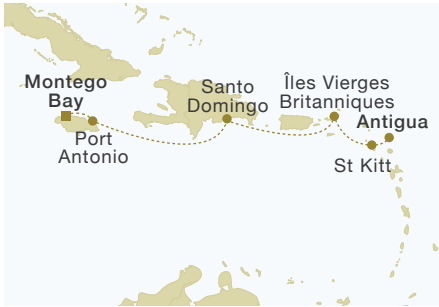 Montego
Bay
Port
Antonio
Santo
Domingo
Îles Vierges
Britanniques
Antigua
St Kitt